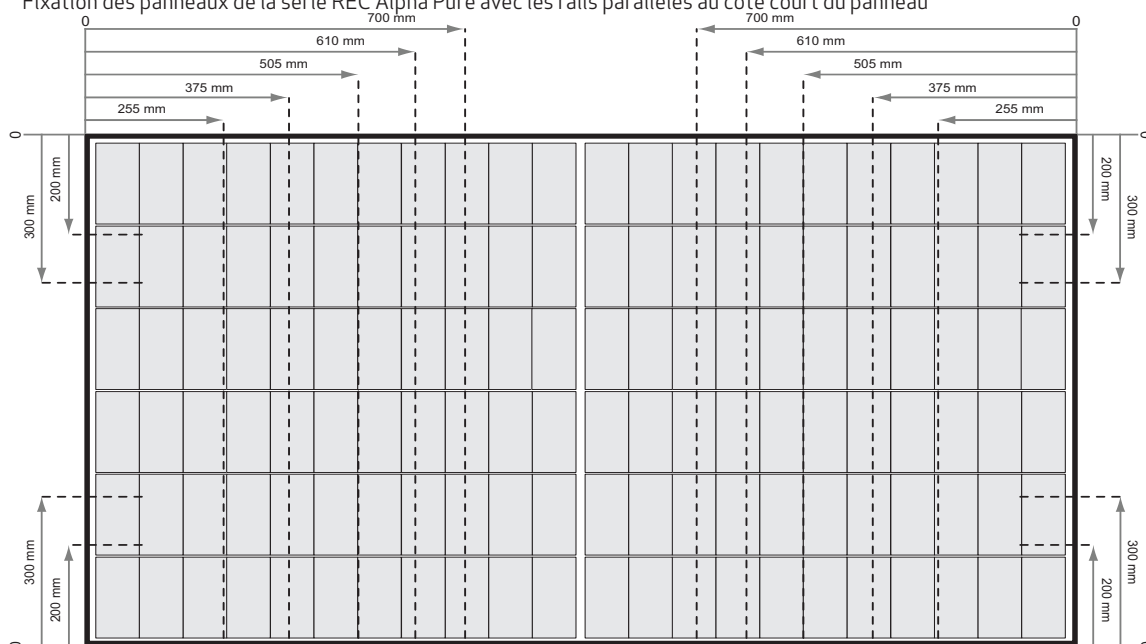 Fixation des panneaux de la série REC Alpha Pure avec les rails parallèles au côté court du panneau
0 700 mm 700 mm 0
610 mm 610 mm
505 mm 505 mm
375 mm 375 mm
255 mm 255 mm
0 0
200 mm 200 mm
300 mm 300 mm
300 mm 300 mm
200 mm 200 mm
0 0